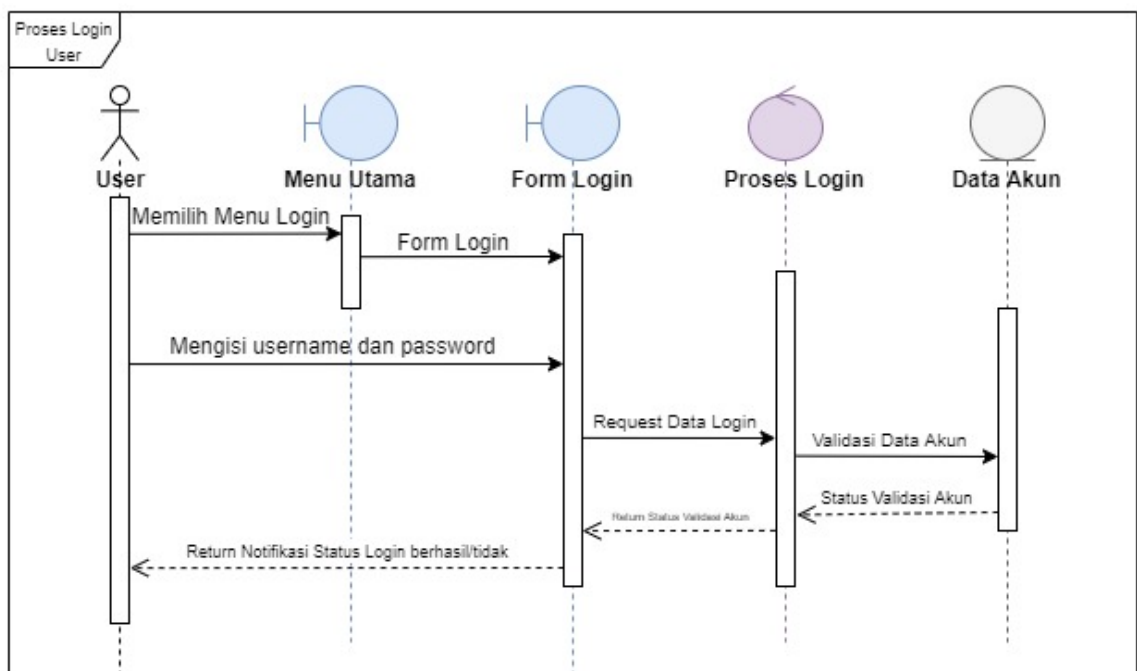 Proses Login
User
User
Menu Utama
Form Login
Proses Login
Data Akun
Memilih Menu Login
Form Login
Mengisi username dan password
Request Data Login
Validasi Data Akun
Status Validasi Akun
Return Status Validasi Akun
Return Notifikasi Status Login berhasil/tidak